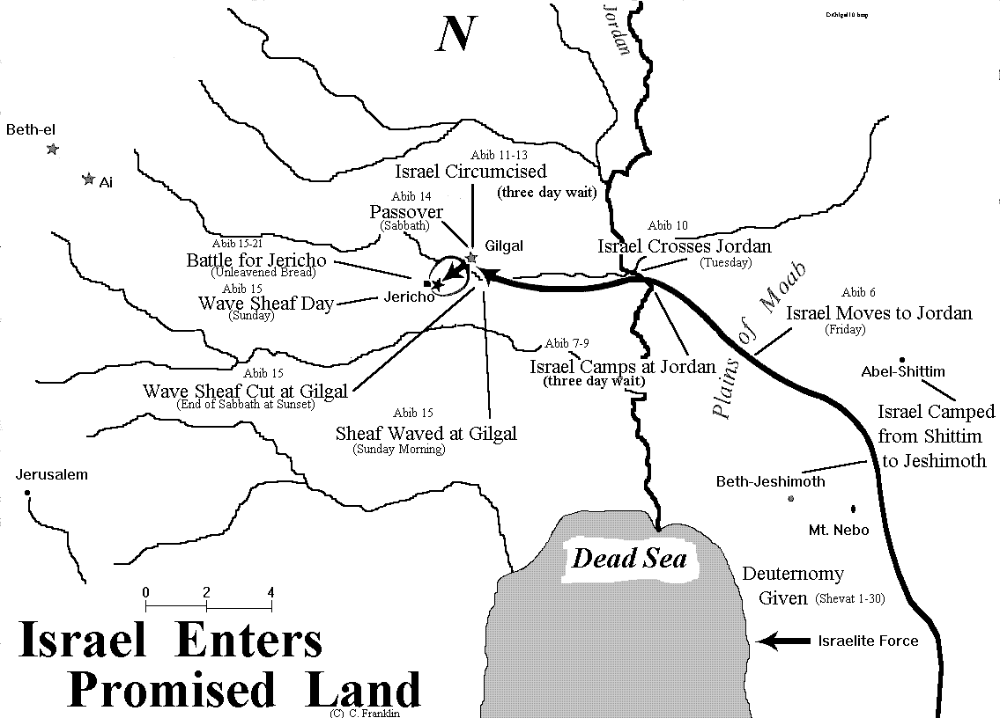 N
Jordan
Beth-el
Ai
Abib 11-13
Israel Circumcised
(three day wait)
Abib 14
Passover
(Sabbath)
Abib 10
Israel Crosses Jordan
(Tuesday)
Abib 15-21
Battle for Jericho
(Unleavened Bread)
Gilgal
Abib 15
Wave Sheaf Day
(Sunday)
Jericho
Plains of Moab
Abib 6
Israel Moves to Jordan
(Friday)
Abib 7-9
Israel Camps at Jordan
(three day wait)
Abel-Shittim
Abib 15
Wave Sheaf Cut at Gilgal
(End of Sabbath at Sunset)
Israel Camped
from Shittim
to Jeshimoth
Abib 15
Sheaf Waved at Gilgal
(Sunday Morning)
Jerusalem
Beth-Jeshimoth
Mt. Nebo
Dead Sea
Deuternomy
Given (Shevat 1-30)
0 2 4
Israelite Force
Israel Enters
Promised Land
(C) C. Franklin